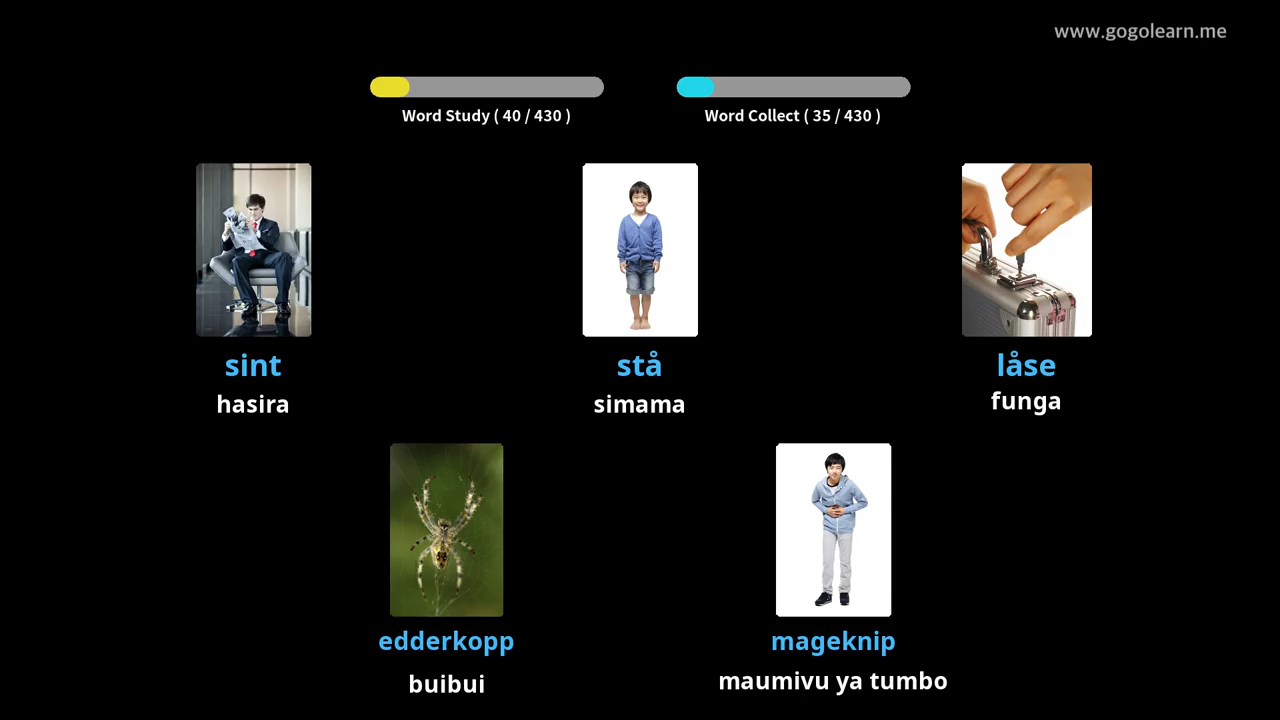 www.gogolearn.me
Word Study ( 40 / 430 )
Word Collect ( 35 / 430 )
sint
hasira
stå
simama
låse
funga
edderkopp
buibui
mageknip
maumivu ya tumbo